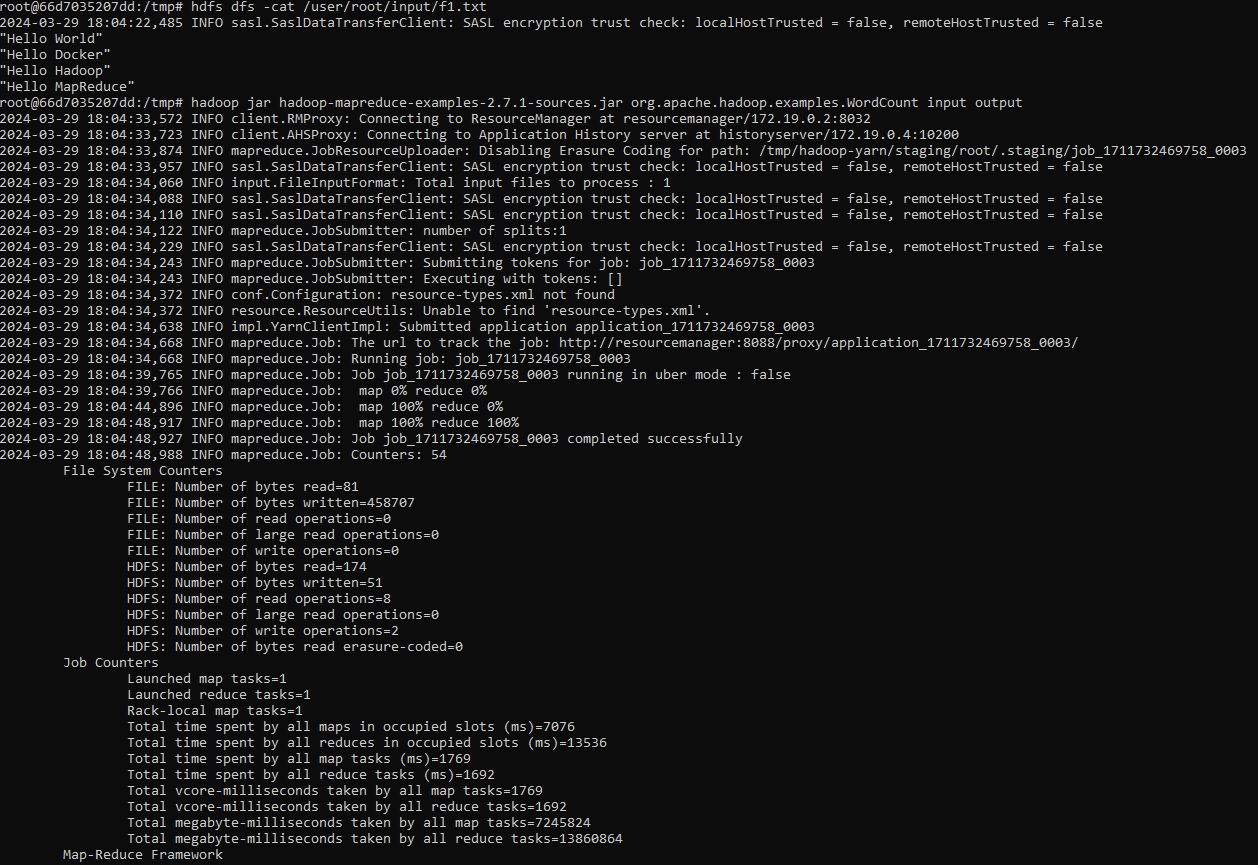 root@66d7035207dd:/tmp# hdfs dfs -cat /user/root/input/f1.txt
2024-03-29 18:04:22,485 INFO sasl.SaslDataTransferClient: SASL encryption trust check: localHostTrusted = false, remoteHostTrusted = false
"Hello World"
"Hello Docker"
"Hello Hadoop"
"Hello MapReduce"
root@66d7035207dd:/tmp# hadoop jar hadoop-mapreduce-examples-2.7.1-sources.jar org.apache.hadoop.examples.WordCount input output
2024-03-29 18:04:33,572 INFO client.RMProxy: Connecting to ResourceManager at resourcemanager/172.19.0.2:8032
2024-03-29 18:04:33,723 INFO client.AHSProxy: Connecting to Application History server at historyserver/172.19.0.4:10200
2024-03-29 18:04:33,874 INFO mapreduce.JobResourceUploader: Disabling Erasure Coding for path: /tmp/hadoop-yarn/staging/root/.staging/job_1711732469758_0003
2024-03-29 18:04:33,957 INFO sasl.SaslDataTransferClient: SASL encryption trust check: localHostTrusted = false, remoteHostTrusted = false
2024-03-29 18:04:34,060 INFO input.FileInputFormat: Total input files to process : 1
2024-03-29 18:04:34,088 INFO sasl.SaslDataTransferClient: SASL encryption trust check: localHostTrusted = false, remoteHostTrusted = false
2024-03-29 18:04:34,110 INFO sasl.SaslDataTransferClient: SASL encryption trust check: localHostTrusted = false, remoteHostTrusted = false
2024-03-29 18:04:34,122 INFO mapreduce.JobSubmitter: number of splits:1
2024-03-29 18:04:34,229 INFO sasl.SaslDataTransferClient: SASL encryption trust check: localHostTrusted = false, remoteHostTrusted = false
2024-03-29 18:04:34,243 INFO mapreduce.JobSubmitter: Submitting tokens for job: job_1711732469758_0003
2024-03-29 18:04:34,243 INFO mapreduce.JobSubmitter: Executing with tokens: []
2024-03-29 18:04:34,372 INFO conf.Configuration: resource-types.xml not found
2024-03-29 18:04:34,372 INFO resource.ResourceUtils: Unable to find 'resource-types.xml'.
2024-03-29 18:04:34,638 INFO impl.YarnClientImpl: Submitted application application_1711732469758_0003
2024-03-29 18:04:34,668 INFO mapreduce.Job: The url to track the job: http://resourcemanager:8088/proxy/application_1711732469758_0003/
2024-03-29 18:04:34,668 INFO mapreduce.Job: Running job: job_1711732469758_0003
2024-03-29 18:04:39,765 INFO mapreduce.Job: Job job_1711732469758_0003 running in uber mode : false
2024-03-29 18:04:39,766 INFO mapreduce.Job:  map 0% reduce 0%
2024-03-29 18:04:44,896 INFO mapreduce.Job:  map 100% reduce 0%
2024-03-29 18:04:48,917 INFO mapreduce.Job:  map 100% reduce 100%
2024-03-29 18:04:48,927 INFO mapreduce.Job: Job job_1711732469758_0003 completed successfully
2024-03-29 18:04:48,988 INFO mapreduce.Job: Counters: 54
File System Counters
FILE: Number of bytes read=81
FILE: Number of bytes written=458707
FILE: Number of read operations=0
FILE: Number of large read operations=0
FILE: Number of write operations=0
HDFS: Number of bytes read=174
HDFS: Number of bytes written=51
HDFS: Number of read operations=8
HDFS: Number of large read operations=0
HDFS: Number of write operations=2
HDFS: Number of bytes read erasure-coded=0
Job Counters
Launched map tasks=1
Launched reduce tasks=1
Rack-local map tasks=1
Total time spent by all maps in occupied slots (ms)=7076
Total time spent by all reduces in occupied slots (ms)=13536
Total time spent by all map tasks (ms)=1769
Total time spent by all reduce tasks (ms)=1692
Total vcore-milliseconds taken by all map tasks=1769
Total vcore-milliseconds taken by all reduce tasks=1692
Total megabyte-milliseconds taken by all map tasks=7245824
Total megabyte-milliseconds taken by all reduce tasks=13860864
Map-Reduce Framework